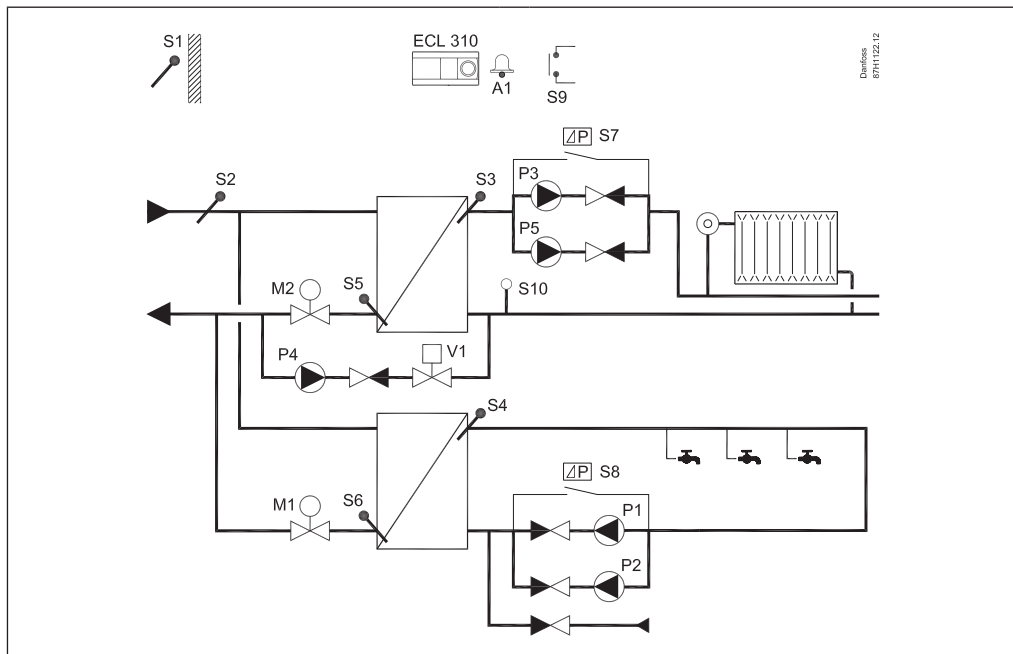 S1
ECL 310
A1
S9
Danfoss
87H1122.12
P S7
S2
S3
P3
P5
M2
S5
S10
P4
V1
S4
P S8
M1
S6
P1
P2